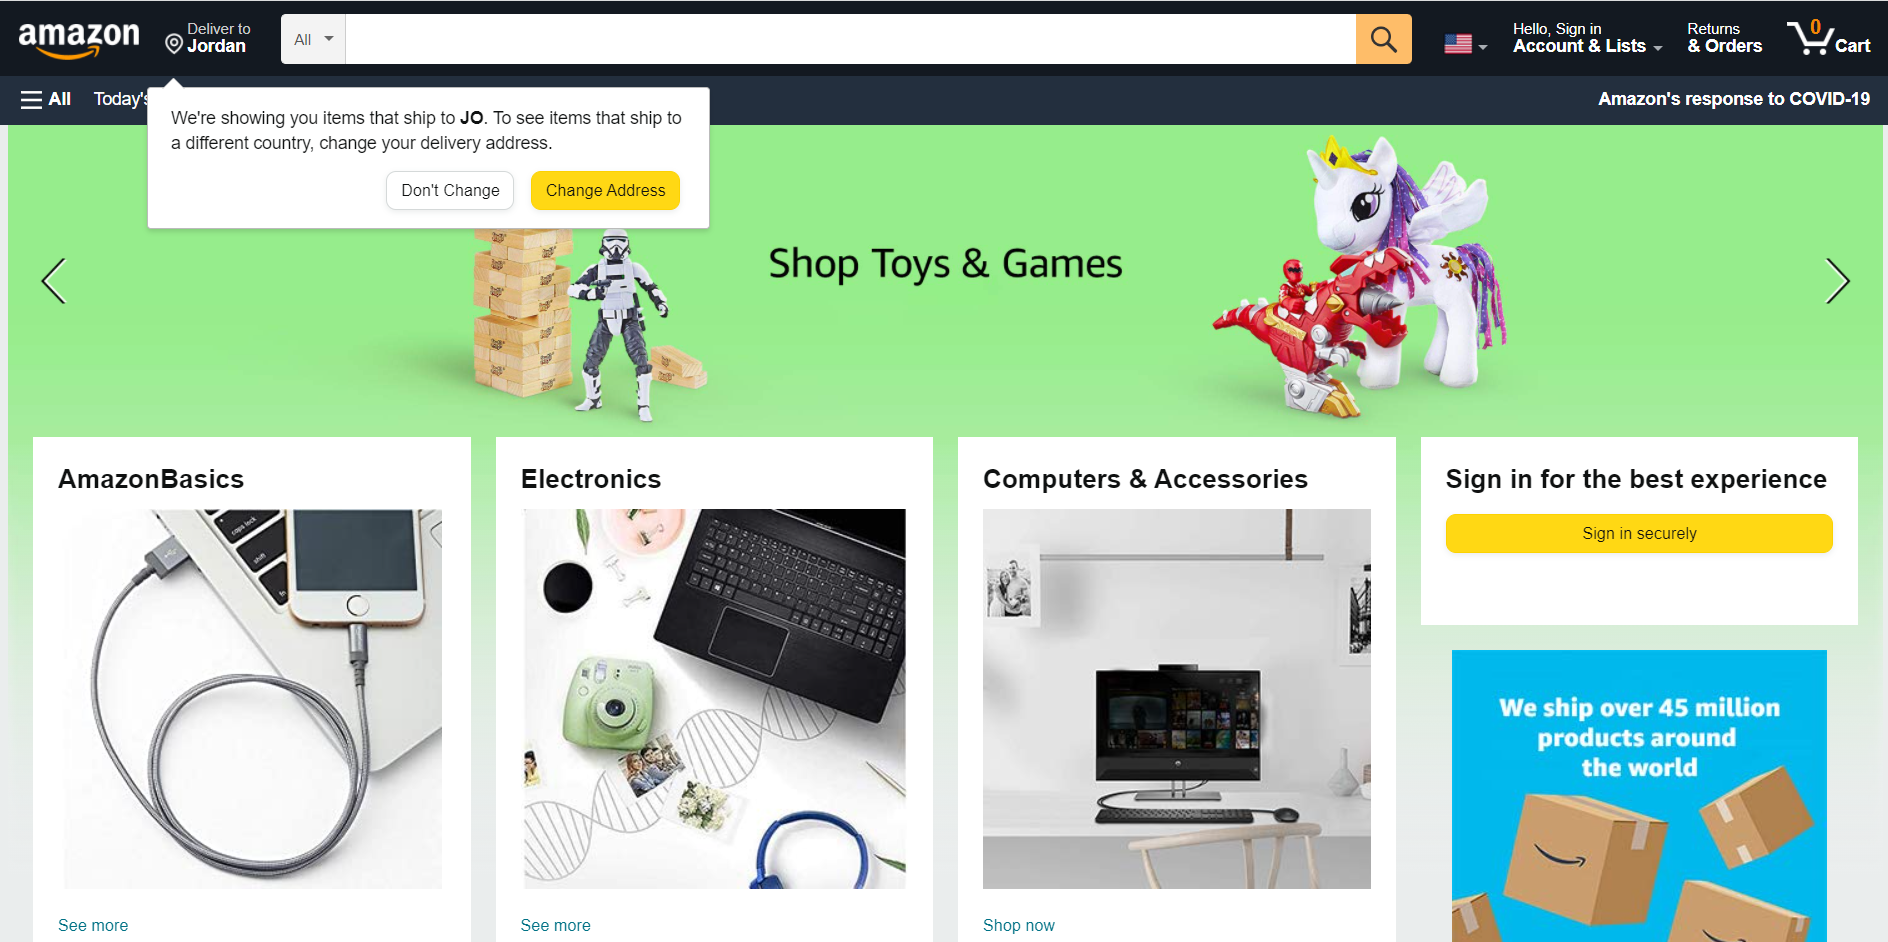 amazon
Deliver to
Jordan
All
Hello, Sign in
Account & Lists
Returns
& Orders
0
Cart
All
Today's
Amazon's response to COVID-19
We're showing you items that ship to JO. To see items that ship to
a different country, change your delivery address.
Don't Change
Change Address
Shop Toys & Games
AmazonBasics
caps lock
shift
fn
See more
Electronics
See more
Computers & Accessories
Shop now
Sign in for the best experience
Sign in securely
We ship over 45 million
products around
the world